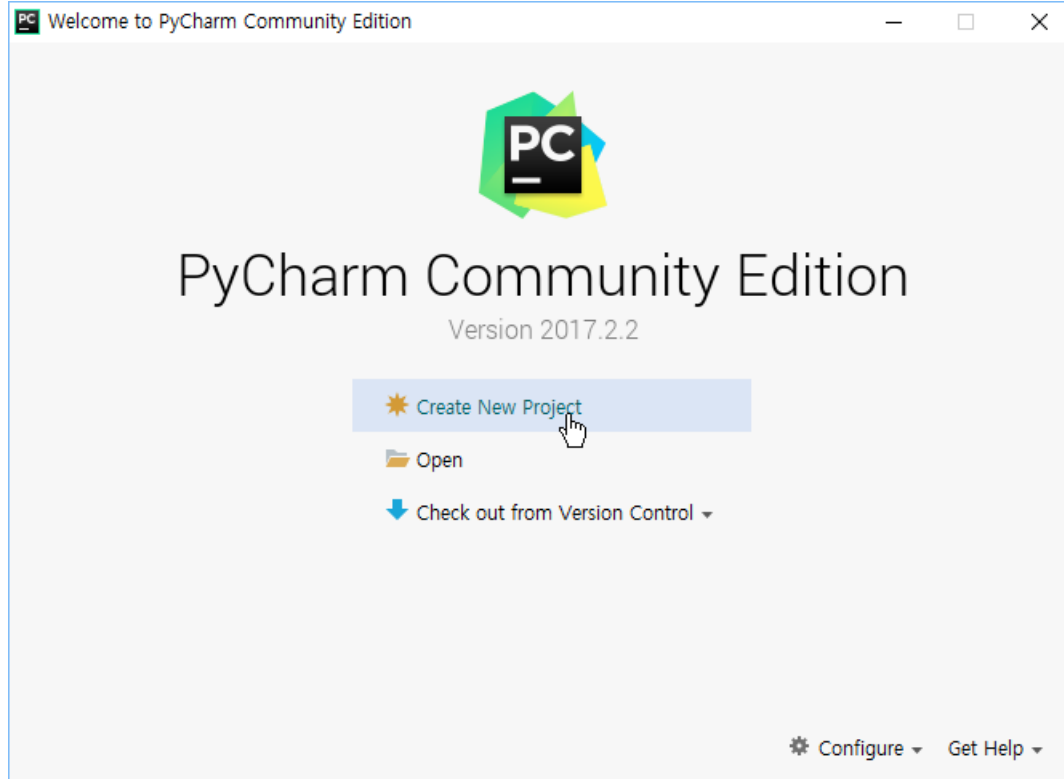 Welcome to PyCharm Community Edition
PC
PyCharm Community Edition
Version 2017.2.2
Create New Project
Open
Check out from Version Control
Configure Get Help